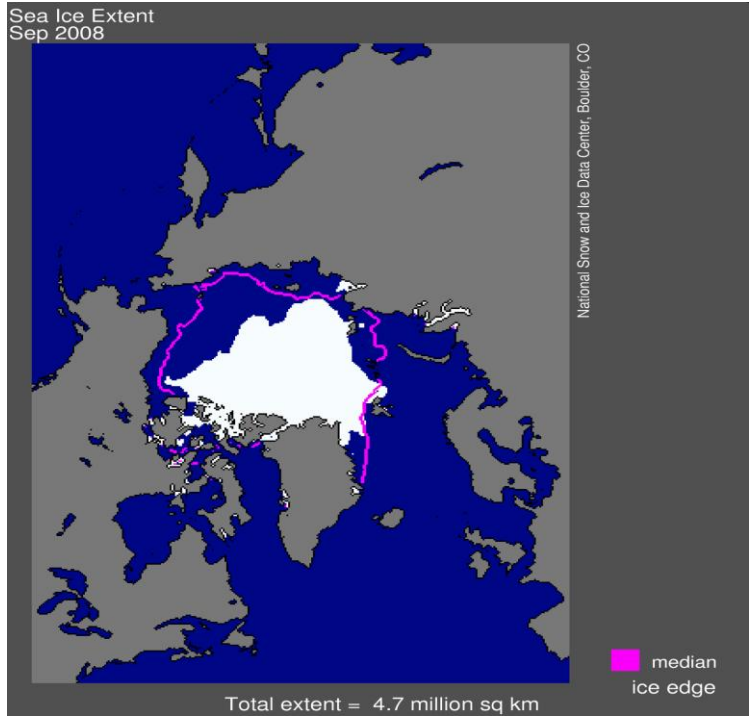 Sea Ice Extent
Sep 2008
National Snow and Ice Data Center, Boulder, CO
median
ice edge
Total extent = 4.7 million sq km